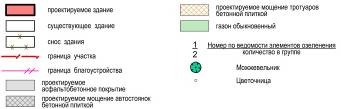 проектируемое здание
существующее здание
снос здания
граница участка
граница благоустройства
проектируемое
асфальтобетонное покрытие
проектируемое мощение автостоянок
бетонной плиткой
проектируемое мощение тротуаров
бетонной плиткой
газон обыкновенный
1 Номер по ведомости элементов озеленения
2 количество в группе
Можжевельник
Цветочница